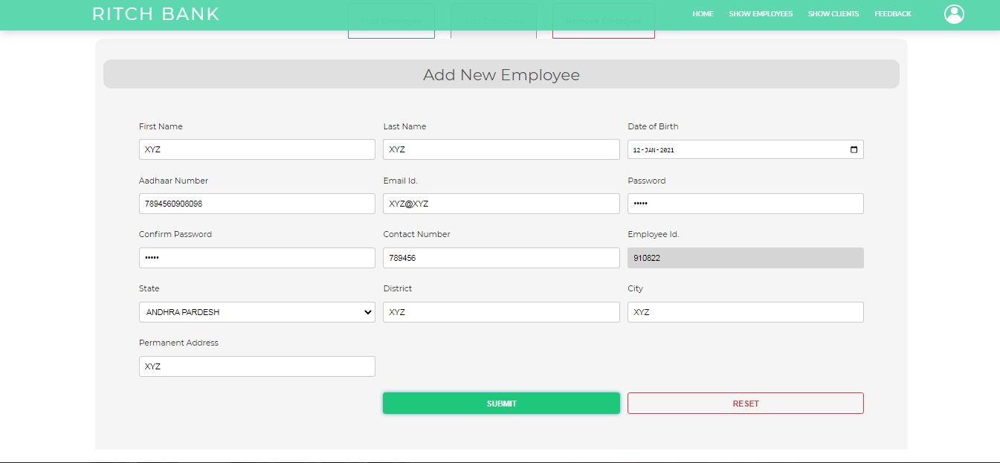 RITCH BANK
HOME SHOW EMPLOYEES SHOW CLIENTS FEEDBACK
Find Employee Add Employee Remove Employee
Add New Employee
First Name Last Name Date of Birth
XYZ XYZ 12-JAN-2021
Aadhaar Number Email Id. Password
7894560908098 XYZ@XYZ •••••
Confirm Password Contact Number Employee Id.
••••• 789456 910822
State District City
ANDHRA PARDESH XYZ XYZ
Permanent Address
XYZ
SUBMIT RESET